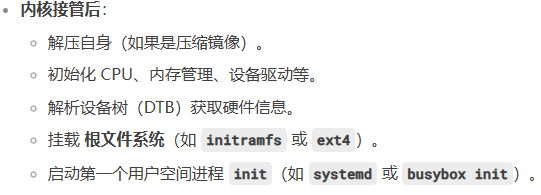 内核接管后：
解压自身（如果是压缩镜像）。
初始化 CPU、内存管理、设备驱动等。
解析设备树（DTB）获取硬件信息。
挂载 根文件系统（如 initramfs 或 ext4）。
启动第一个用户空间进程 init（如 systemd 或 busybox init）。